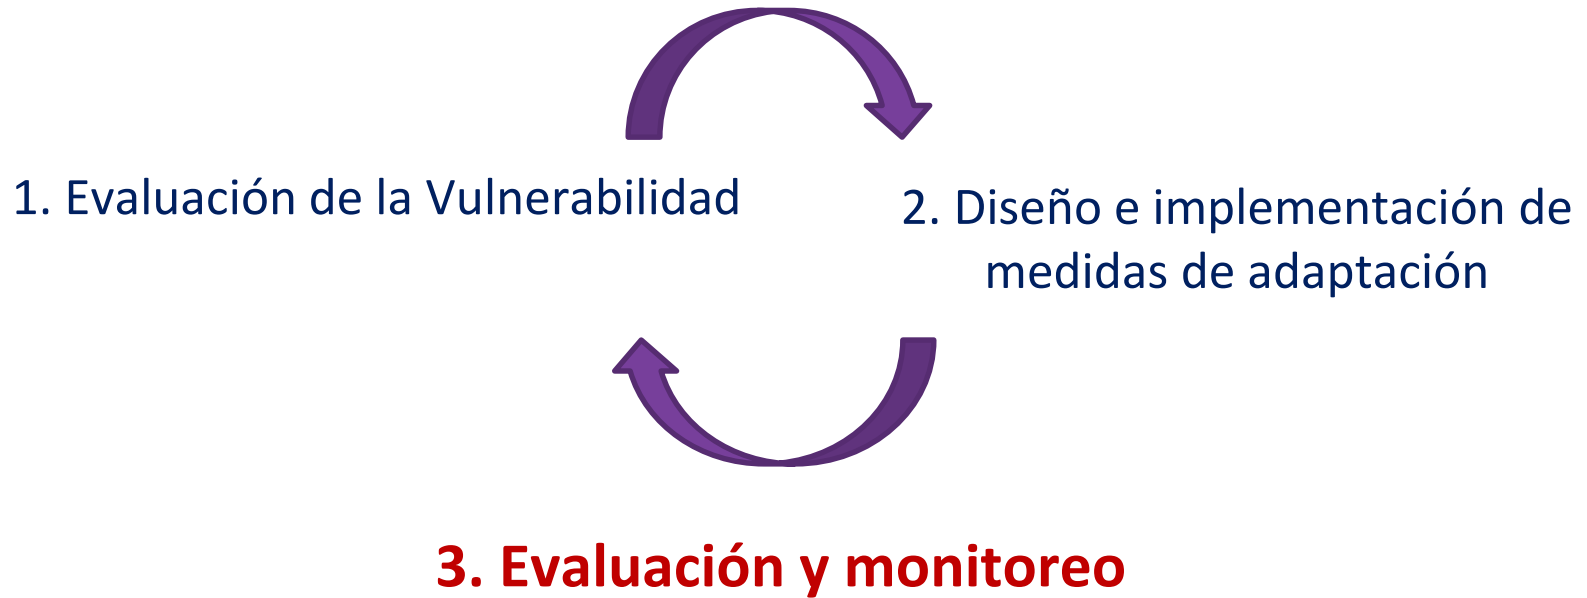 1. Evaluación de la Vulnerabilidad
2. Diseño e implementación de
medidas de adaptación
3. Evaluación y monitoreo